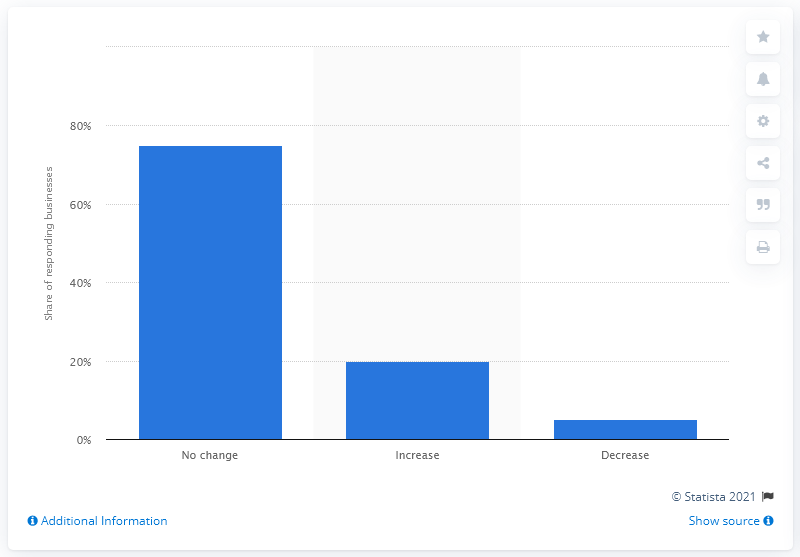 80%
60%
40%
20%
0%
Share of responding businesses
No change
Increase
Decrease
© Statista 2021
Additional Information
Show source